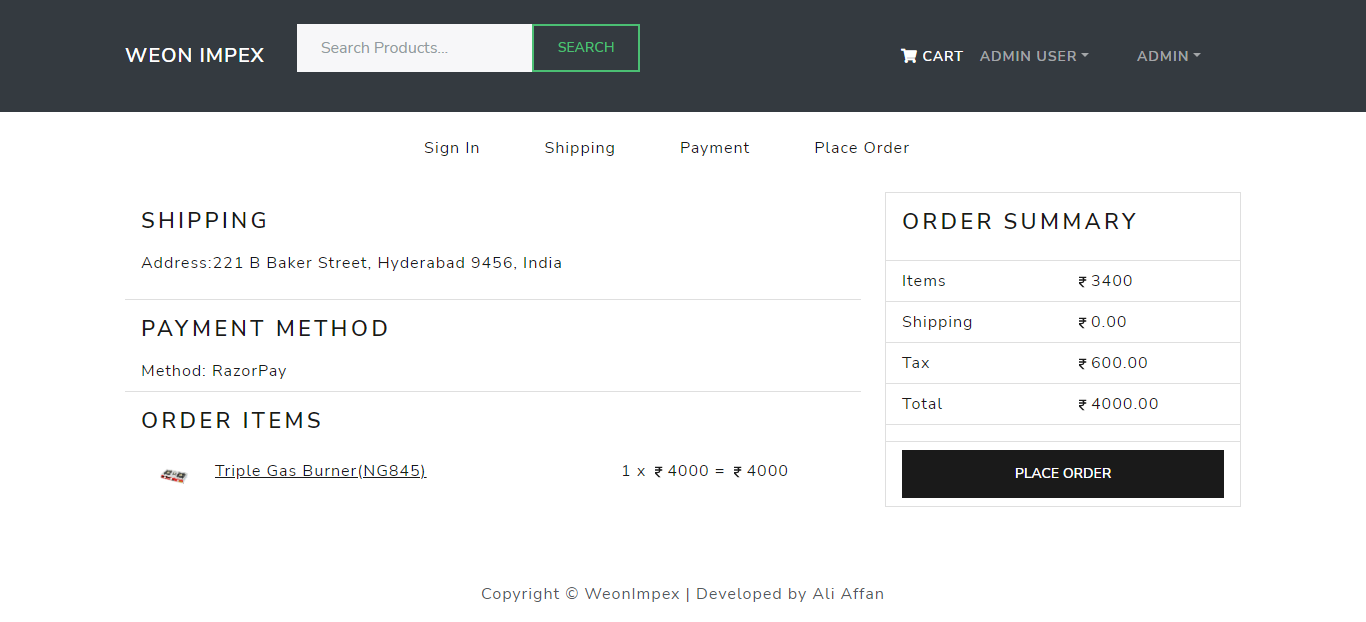 WEON IMPEX
Search Products...
SEARCH
CART
ADMIN USER
ADMIN
Sign In
Shipping
Payment
Place Order
SHIPPING
Address:221 B Baker Street, Hyderabad 9456, India
PAYMENT METHOD
Method: RazorPay
ORDER ITEMS
Triple Gas Burner(NG845)
1 x ₹ 4000 = ₹ 4000
ORDER SUMMARY
Items ₹ 3400
Shipping ₹ 0.00
Tax ₹ 600.00
Total ₹ 4000.00
PLACE ORDER
Copyright © WeonImpex | Developed by Ali Affan